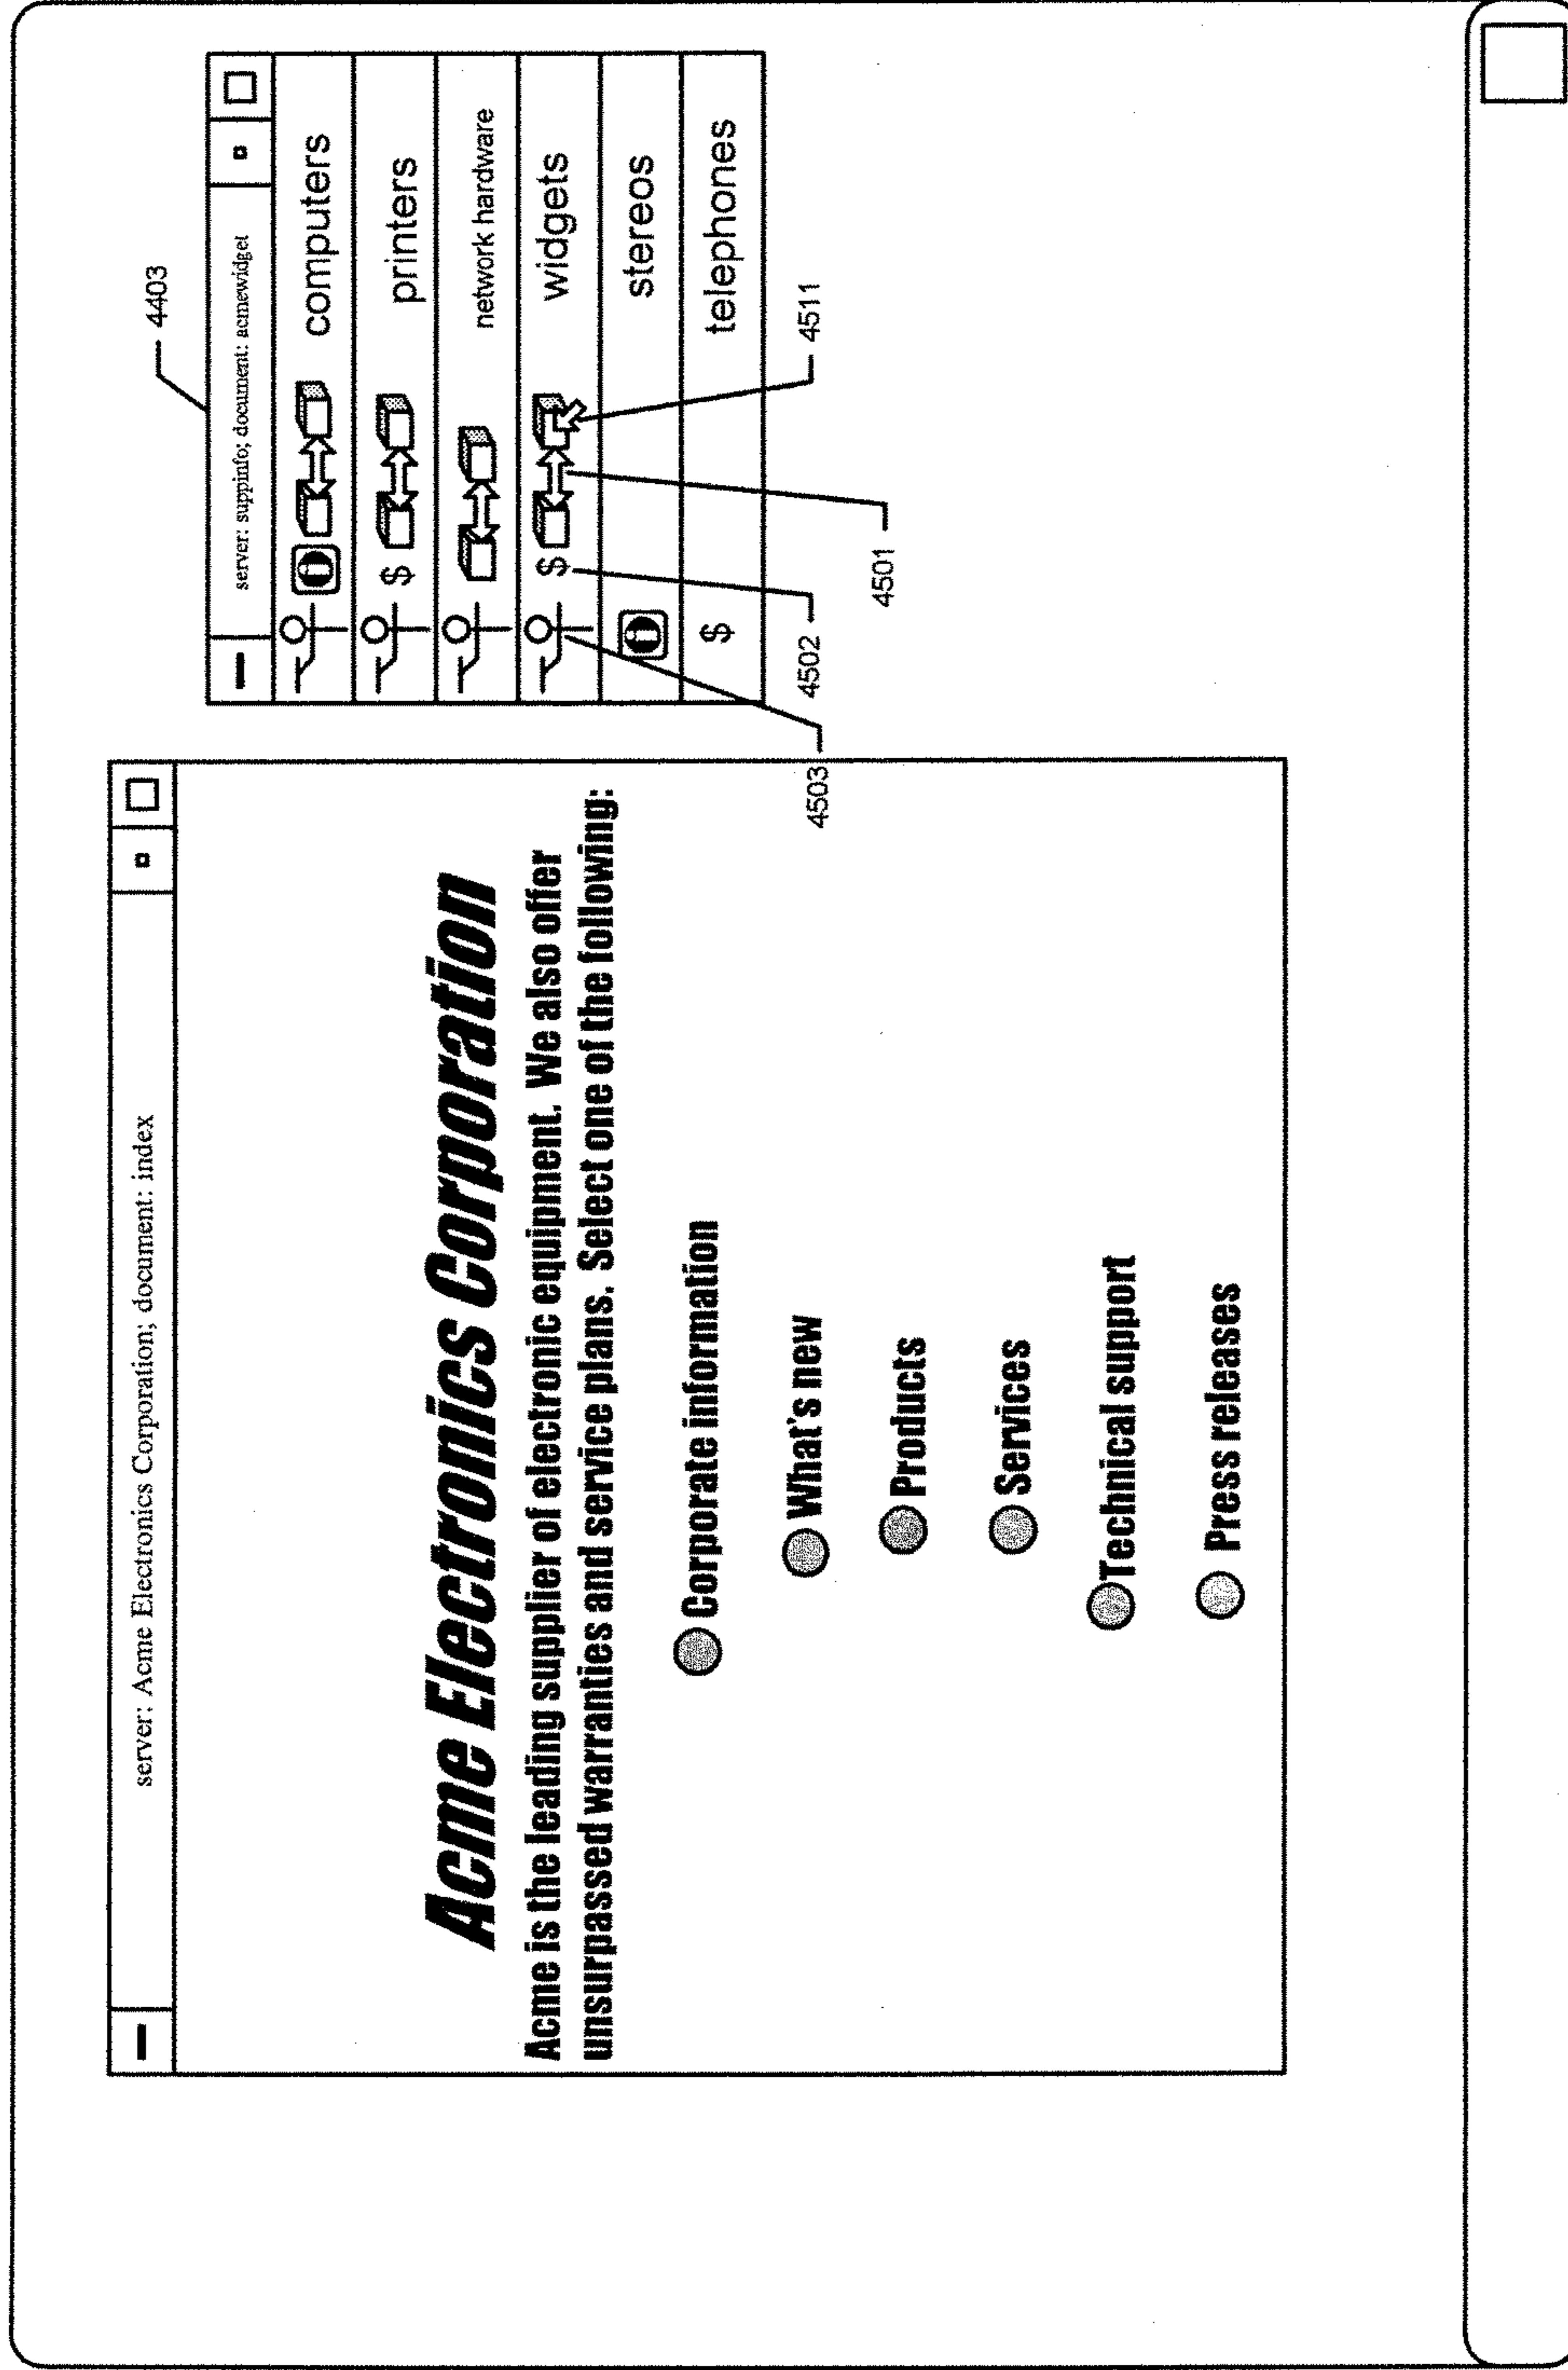 server: Acme Electronics Corporation; document: index
Acme Electronics Corporation
Acme is the leading supplier of electronic equipment. We also offer
unsurpassed warranties and service plans. Select one of the following:
Corporate information
What's new
Products
Services
Technical support
Press releases
4403
server: suppinfo; document: acmewidget
computers
$ printers
network hardware
$ widgets
stereos
$ telephones
4503
4502
4511
4501